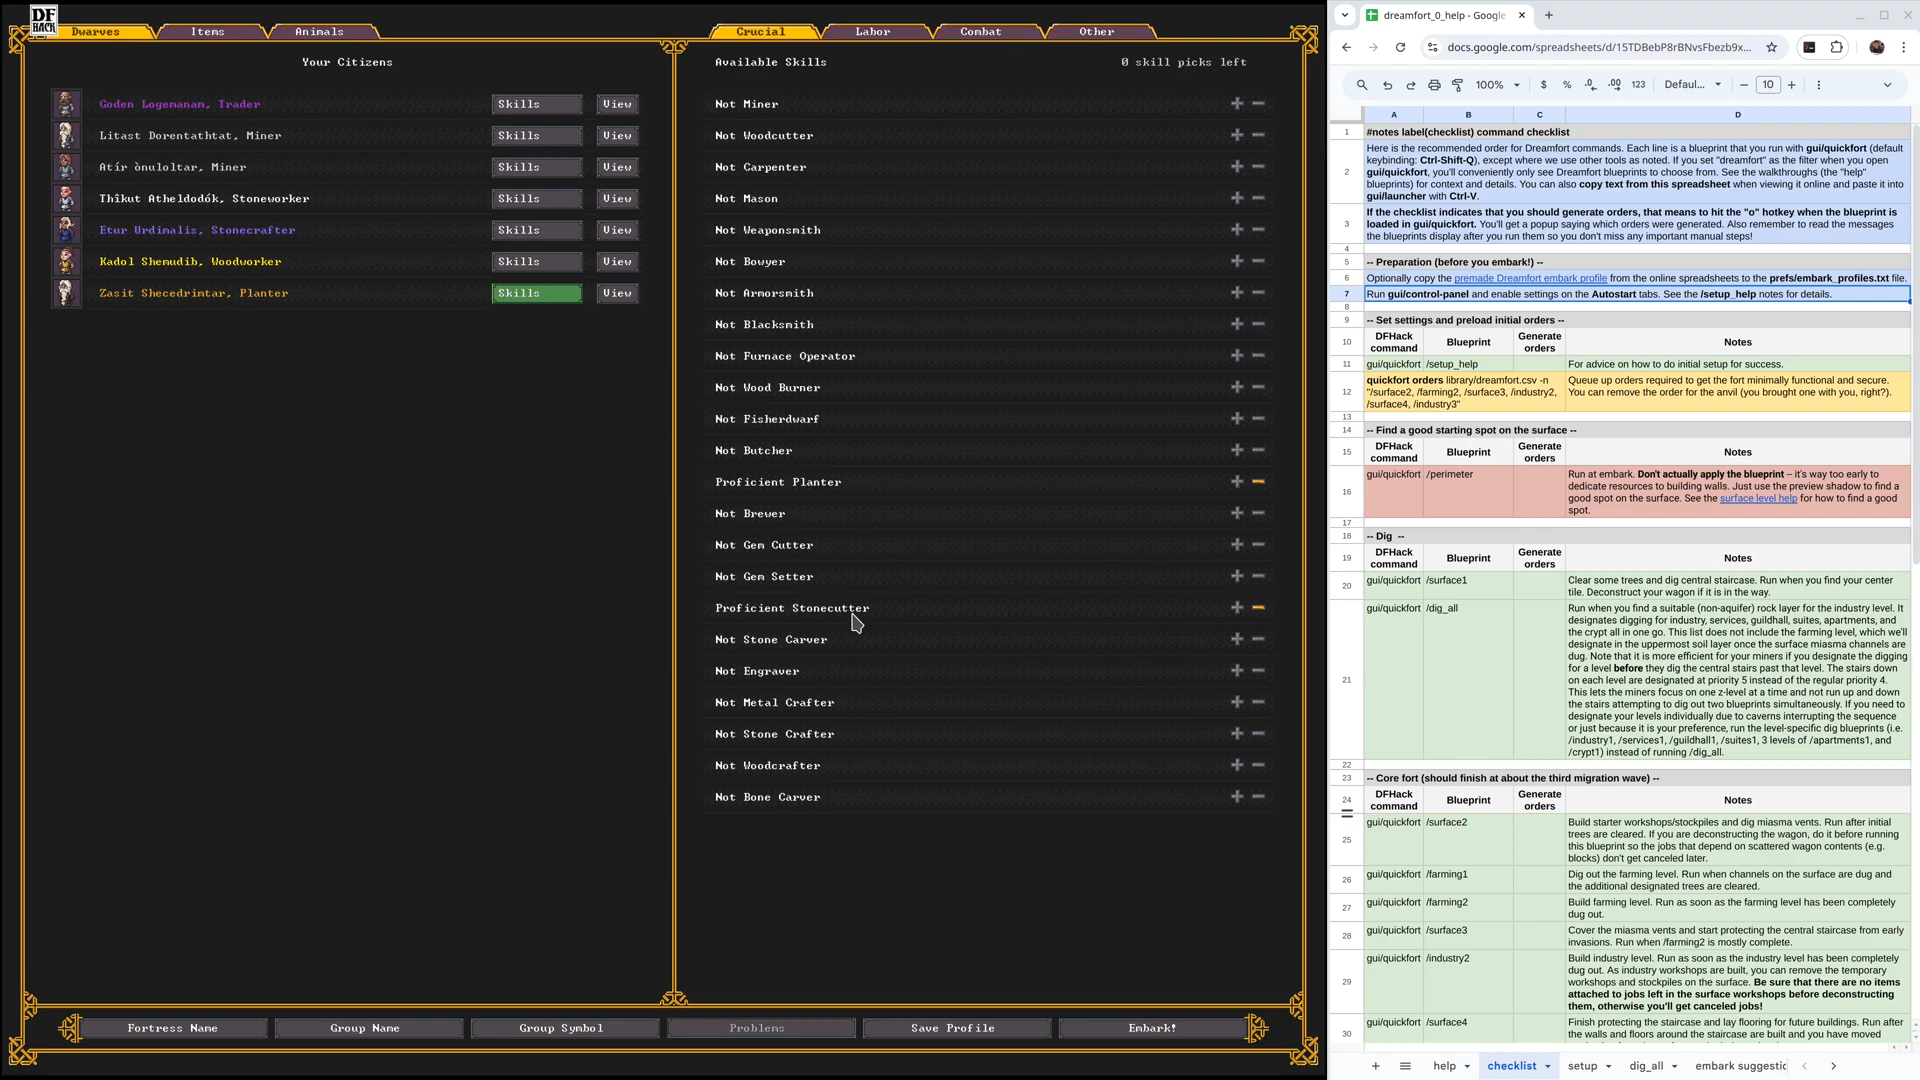 DF
HACK
Dwarves
Items
Animals
Crucial
Labor
Combat
Other
Your Citizens
Goden Logemanam, Trader
Skills
View
Litast Dorentathtat, Miner
Skills
View
Atír ònuloltar, Miner
Skills
View
Thîkut Atheldodók, Stoneworker
Skills
View
Etur Urdimalis, Stonecrafter
Skills
View
Kadol Shemudib, Woodworker
Skills
View
Zasit Shecedrimtar, Planter
Skills
View
Available Skills
0 skill picks left
Not Miner
Not Woodcutter
Not Carpenter
Not Mason
Not Weaponsmith
Not Bowyer
Not Armorsmith
Not Blacksmith
Not Furnace Operator
Not Wood Burner
Not Fisherdwarf
Not Butcher
Proficient Planter
Not Brewer
Not Gem Cutter
Not Gem Setter
Proficient Stonecutter
Not Stone Carver
Not Engraver
Not Metal Crafter
Not Stone Crafter
Not Woodcrafter
Not Bone Carver
Fortress Name
Group Name
Group Symbol
Problems
Save Profile
Embark!
dreamfort_0_help - Google
docs.google.com/spreadsheets/d/15TDBebP8rBNvsFbezb9x...
100%
$
%
.0
.00
123
Defaul...
10
A
B
C
D
1
#notes label(checklist) command checklist
2
Here is the recommended order for Dreamfort commands. Each line is a blueprint that you run with gui/quickfort (default
keybinding: Ctrl-Shift-Q), except where we use other tools as noted. If you set "dreamfort" as the filter when you open
gui/quickfort, you'll conveniently only see Dreamfort blueprints to choose from. See the walkthroughs (the "help"
blueprints) for context and details. You can also copy text from this spreadsheet when viewing it online and paste it into
gui/launcher with Ctrl-V.
3
If the checklist indicates that you should generate orders, that means to hit the "o" hotkey when the blueprint is
loaded in gui/quickfort. You'll get a popup saying which orders were generated. Also remember to read the messages
the blueprints display after you run them so you don't miss any important manual steps!
4
5
-- Preparation (before you embark!) --
6
Optionally copy the premade Dreamfort embark profile from the online spreadsheets to the prefs/embark_profiles.txt file.
7
Run gui/control-panel and enable settings on the Autostart tabs. See the /setup_help notes for details.
8
9
-- Set settings and preload initial orders --
10
DFHack
command
Blueprint
Generate
orders
Notes
11
gui/quickfort
/setup_help
For advice on how to do initial setup for success.
12
quickfort orders library/dreamfort.csv -n
"/surface2, /farming2, /surface3, /industry2,
/surface4, /industry3"
Queue up orders required to get the fort minimally functional and secure.
You can remove the order for the anvil (you brought one with you, right?).
13
14
-- Find a good starting spot on the surface --
15
DFHack
command
Blueprint
Generate
orders
Notes
16
gui/quickfort
/perimeter
Run at embark. Don't actually apply the blueprint – it's way too early to
dedicate resources to building walls. Just use the preview shadow to find a
good spot on the surface. See the surface level help for how to find a good
spot.
17
18
-- Dig --
19
DFHack
command
Blueprint
Generate
orders
Notes
20
gui/quickfort
/surface1
Clear some trees and dig central staircase. Run when you find your center
tile. Deconstruct your wagon if it is in the way.
21
gui/quickfort
/dig_all
Run when you find a suitable (non-aquifer) rock layer for the industry level. It
designates digging for industry, services, guildhall, suites, apartments, and
the crypt all in one go. This list does not include the farming level, which we'll
designate in the uppermost soil layer once the surface miasma channels are
dug. Note that it is more efficient for your miners if you designate the digging
for a level before they dig the central stairs past that level. The stairs down
on each level are designated at priority 5 instead of the regular priority 4.
This lets the miners focus on one z-level at a time and not run up and down
the stairs attempting to dig out two blueprints simultaneously. If you need to
designate your levels individually due to caverns interrupting the sequence
or just because it is your preference, run the level-specific dig blueprints (i.e.
/industry1, /services1, /guildhall1, /suites1, 3 levels of /apartments1, and
/crypt1) instead of running /dig_all.
22
23
-- Core fort (should finish at about the third migration wave) --
24
DFHack
command
Blueprint
Generate
orders
Notes
25
gui/quickfort
/surface2
Build starter workshops/stockpiles and dig miasma vents. Run after initial
trees are cleared. If you are deconstructing the wagon, do it before running
this blueprint so the jobs that depend on scattered wagon contents (e.g.
blocks) don't get canceled later.
26
gui/quickfort
/farming1
Dig out the farming level. Run when channels on the surface are dug and
the additional designated trees are cleared.
27
gui/quickfort
/farming2
Build farming level. Run as soon as the farming level has been completely
dug out.
28
gui/quickfort
/surface3
Cover the miasma vents and start protecting the central staircase from early
invasions. Run when /farming2 is mostly complete.
29
gui/quickfort
/industry2
Build industry level. Run as soon as the industry level has been completely
dug out. As industry workshops are built, you can remove the temporary
workshops and stockpiles on the surface. Be sure that there are no items
attached to jobs left in the surface workshops before deconstructing
them, otherwise you'll get canceled jobs!
30
gui/quickfort
/surface4
Finish protecting the staircase and lay flooring for future buildings. Run after
the walls and floors around the staircase are built and you have moved
help
checklist
setup
dig_all
embark suggestic